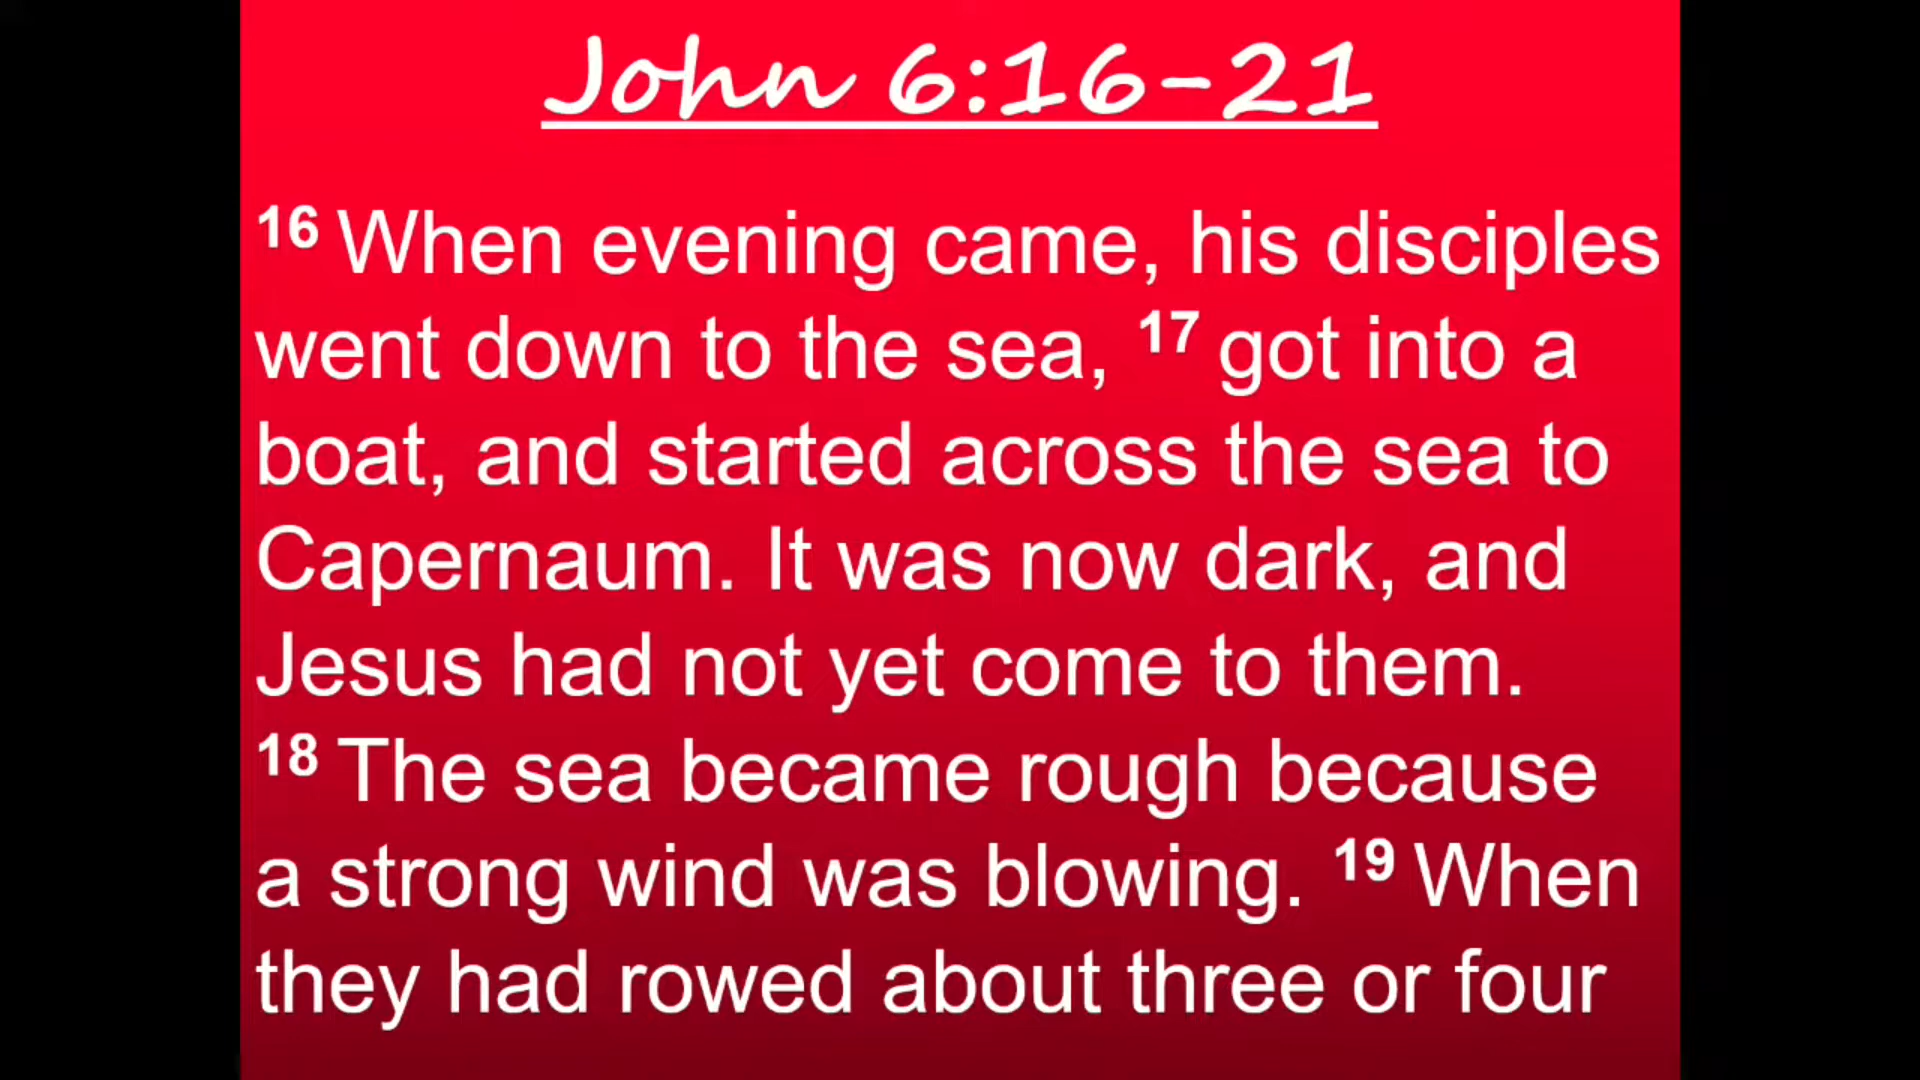 John 6:16-21
16 When evening came, his disciples
went down to the sea, 17 got into a
boat, and started across the sea to
Capernaum. It was now dark, and
Jesus had not yet come to them.
18 The sea became rough because
a strong wind was blowing. 19 When
they had rowed about three or four